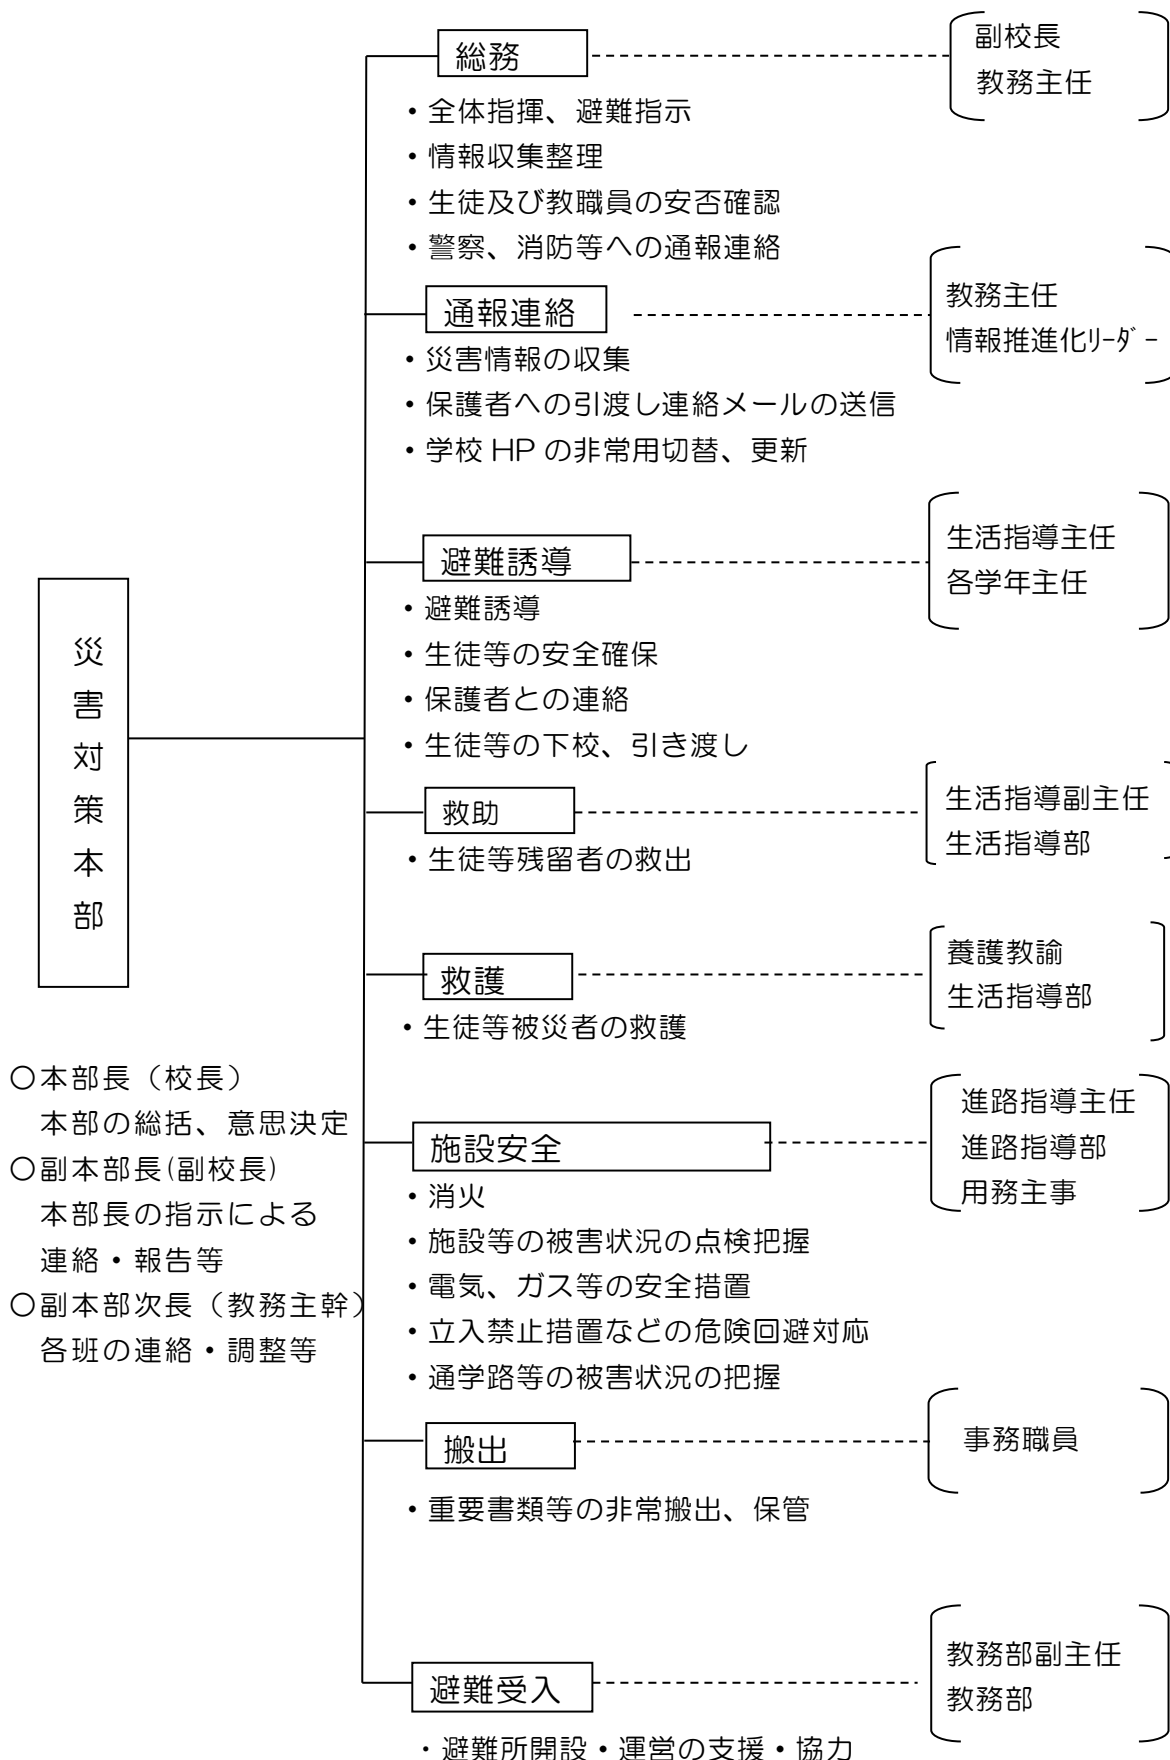 総務
副校長
教務主任
・全体指揮、避難指示
・情報収集整理
・生徒及び教職員の安否確認
・警察、消防等への通報連絡
通報連絡
教務主任
情報推進化ﾘｰﾀﾞｰ
・災害情報の収集
・保護者への引渡し連絡メールの送信
・学校 HP の非常用切替、更新
避難誘導
生活指導主任
各学年主任
・避難誘導
・生徒等の安全確保
・保護者との連絡
・生徒等の下校、引き渡し
災害対策本部
救助
生活指導副主任
生活指導部
・生徒等残留者の救出
救護
養護教諭
生活指導部
・生徒等被災者の救護
〇本部長（校長）
本部の総括、意思決定
〇副本部長(副校長)
本部長の指示による
連絡・報告等
〇副本部次長（教務主幹）
各班の連絡・調整等
施設安全
進路指導主任
進路指導部
用務主事
・消火
・施設等の被害状況の点検把握
・電気、ガス等の安全措置
・立入禁止措置などの危険回避対応
・通学路等の被害状況の把握
搬出
事務職員
・重要書類等の非常搬出、保管
避難受入
教務部副主任
教務部
・避難所開設・運営の支援・協力